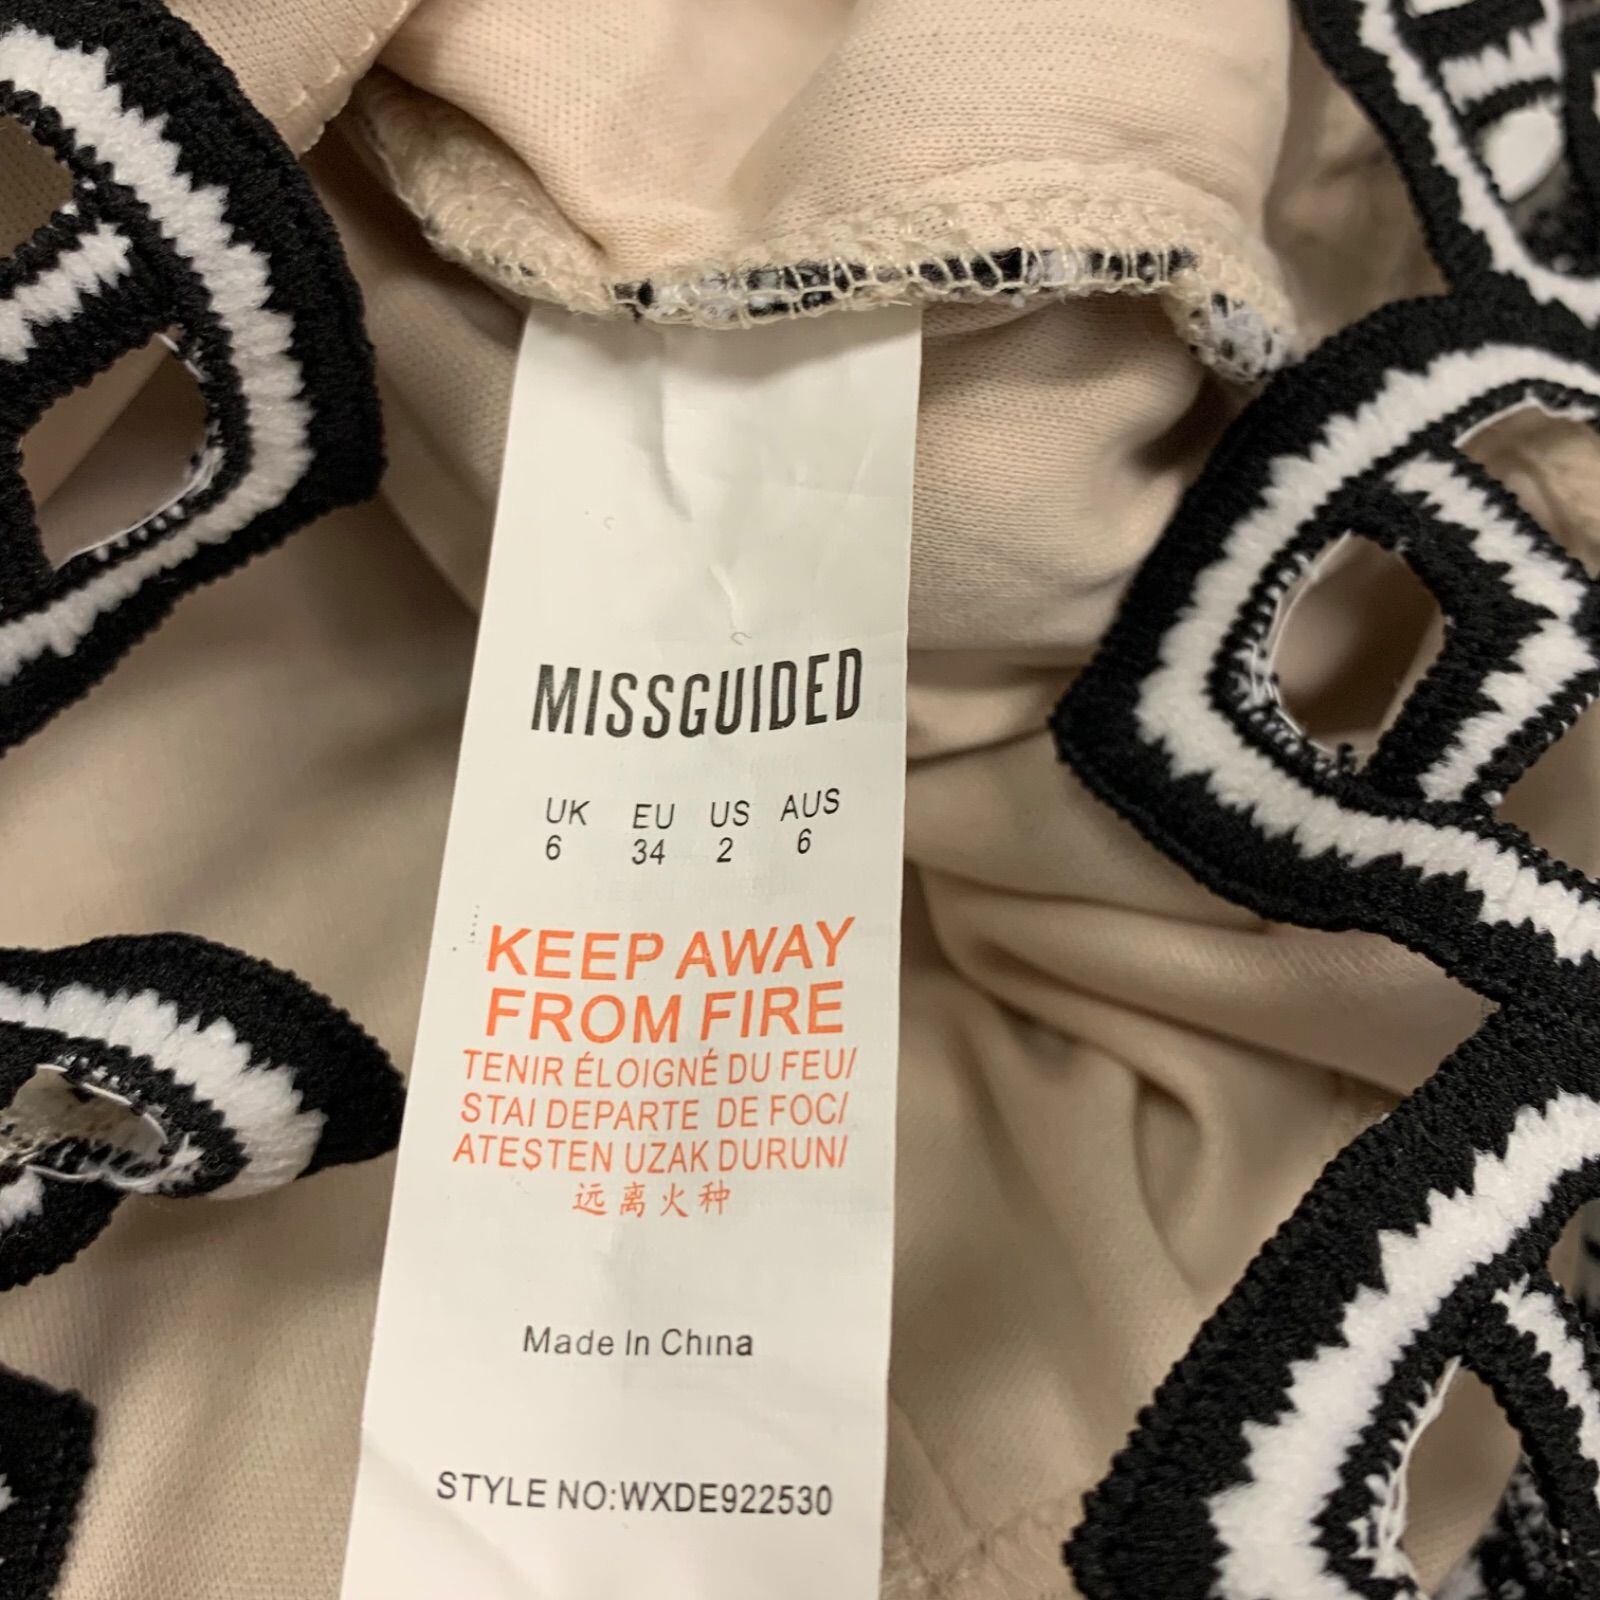 MISSGUIDED
UK EU US AUS
6 34 2 6
KEEP AWAY
FROM FIRE
TENIR ÉLOIGNÉ DU FEU/
STAI DEPARTE DE FOC/
ATEŞTEN UZAK DURUN/
远离火种
Made In China
STYLE NO:WXDE922530